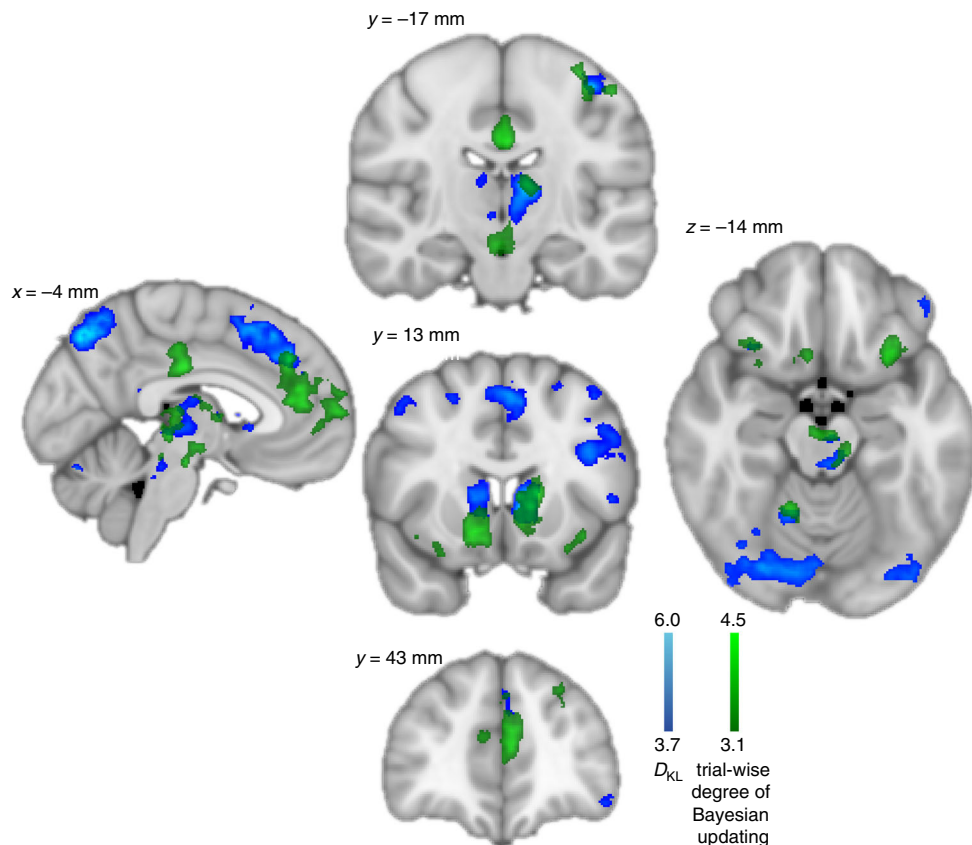 y = –17 mm
z = –14 mm
x = –4 mm
y = 13 mm
y = 43 mm
6.0 4.5
3.7 3.1
DKL trial-wise
degree of
Bayesian
updating